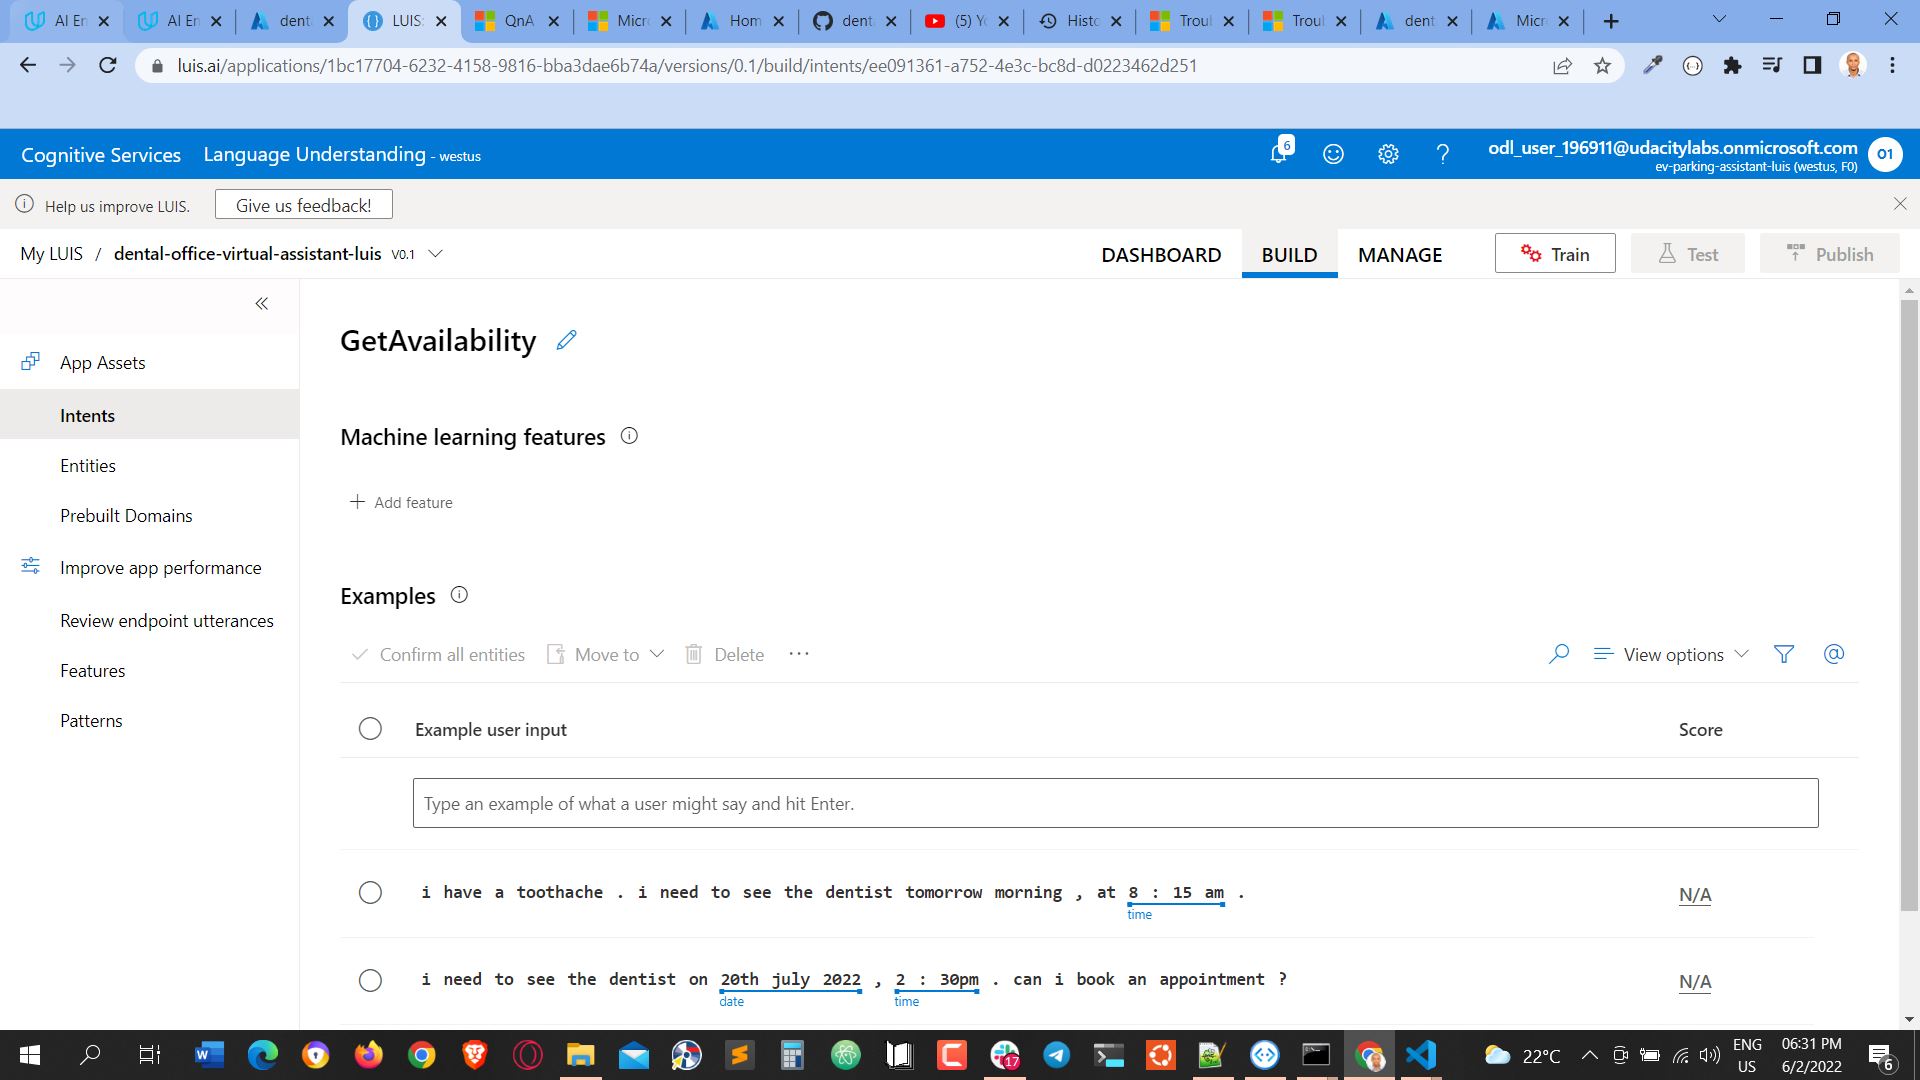 AI En
AI En
dent
LUIS:
QnA
Micro
Hom
dent
(5) Yo
Histo
Troul
Troul
dent
Micro
luis.ai/applications/1bc17704-6232-4158-9816-bba3dae6b74a/versions/0.1/build/intents/ee091361-a752-4e3c-bc8d-d0223462d251
Cognitive Services Language Understanding - westus
6
odl_user_196911@udacitylabs.onmicrosoft.com
ev-parking-assistant-luis (westus, F0)
O1
Help us improve LUIS. Give us feedback!
My LUIS / dental-office-virtual-assistant-luis V0.1
DASHBOARD BUILD MANAGE Train Test Publish
App Assets
Intents
Entities
Prebuilt Domains
Improve app performance
Review endpoint utterances
Features
Patterns
GetAvailability
Machine learning features
+ Add feature
Examples
Confirm all entities Move to Delete ...
View options @
Example user input Score
Type an example of what a user might say and hit Enter.
i have a toothache . i need to see the dentist tomorrow morning , at 8 : 15 am . N/A
time
i need to see the dentist on 20th july 2022 , 2 : 30pm . can i book an appointment ? N/A
date time
17
22°C
ENG
US
06:31 PM
6/2/2022
6